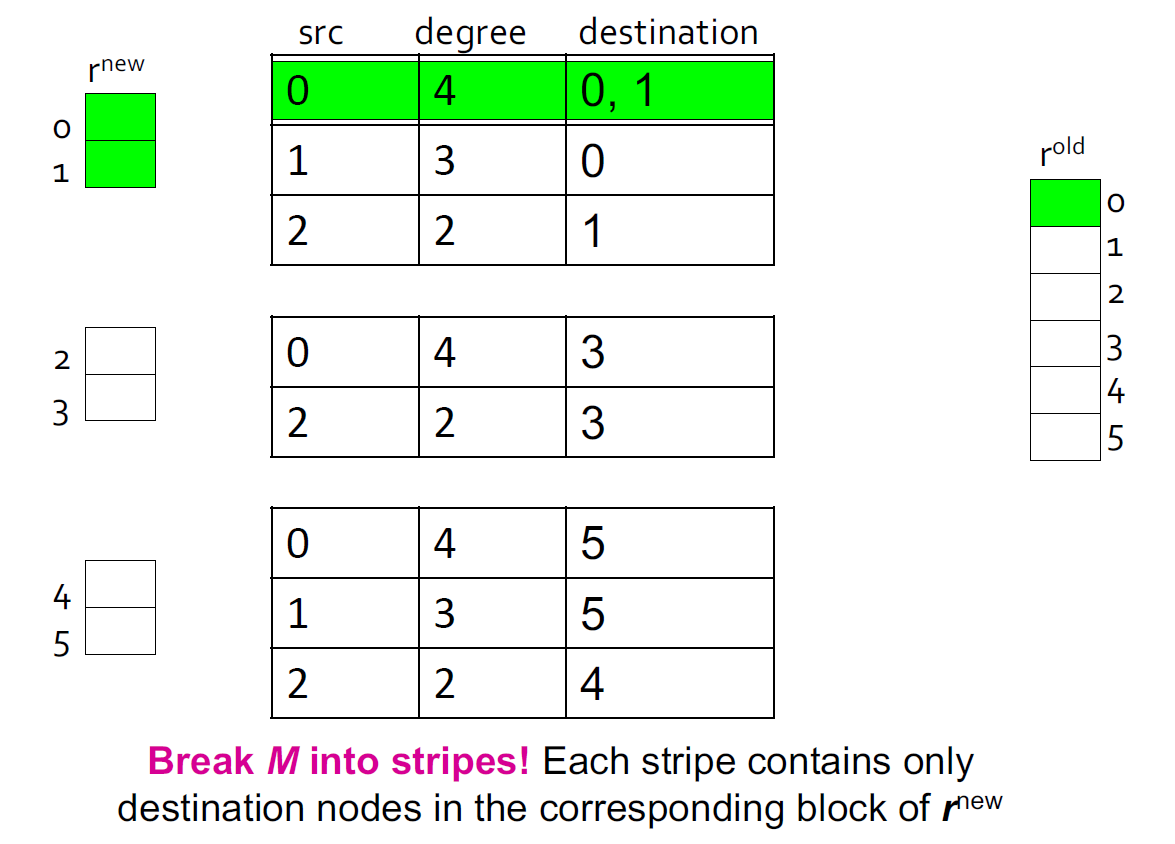 src degree destination
r^new
0 4 0, 1
0
1 3 0
1
2 2 1
r^old
0
1
2
3
4
5
0 4 3
2
2 2 3
3
0 4 5
4
1 3 5
5
2 2 4
Break M into stripes! Each stripe contains only
destination nodes in the corresponding block of r^new